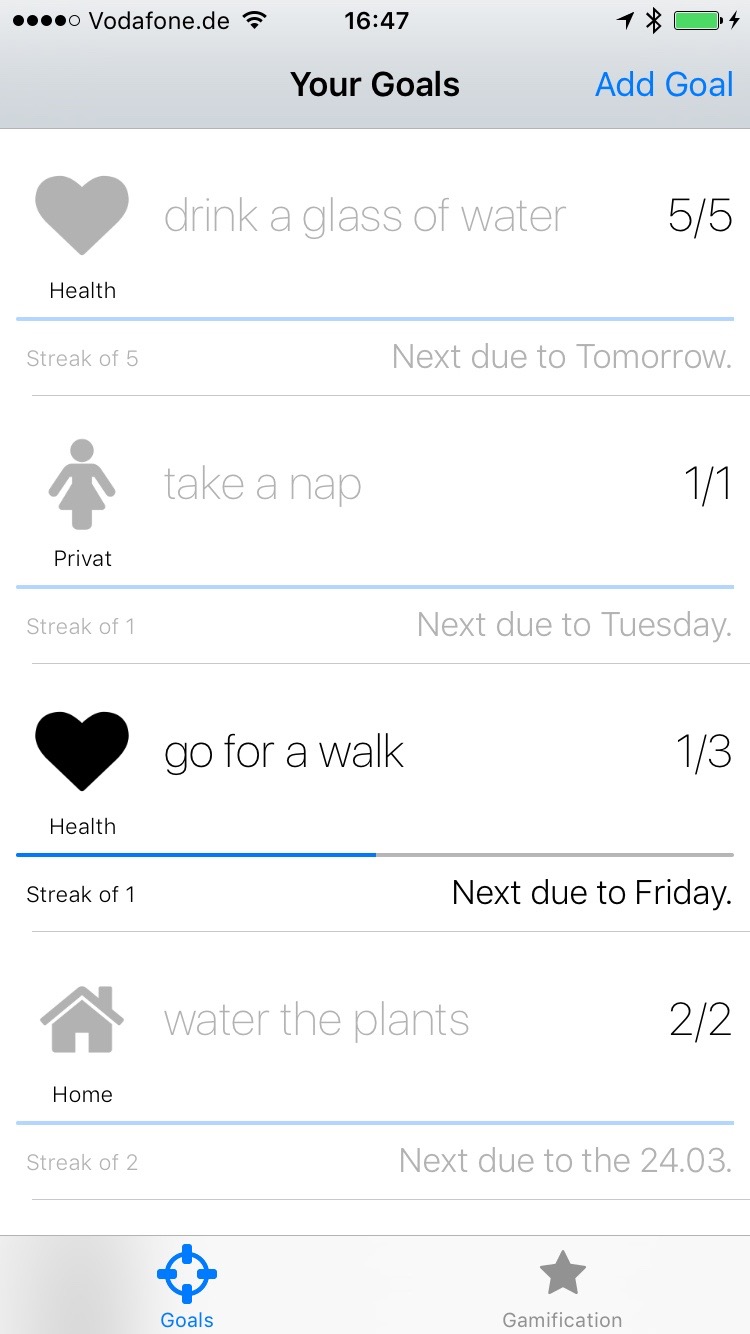 Vodafone.de 16:47
Your Goals Add Goal
drink a glass of water 5/5
Health
Streak of 5 Next due to Tomorrow.
take a nap 1/1
Privat
Streak of 1 Next due to Tuesday.
go for a walk 1/3
Health
Streak of 1 Next due to Friday.
water the plants 2/2
Home
Streak of 2 Next due to the 24.03.
Goals Gamification